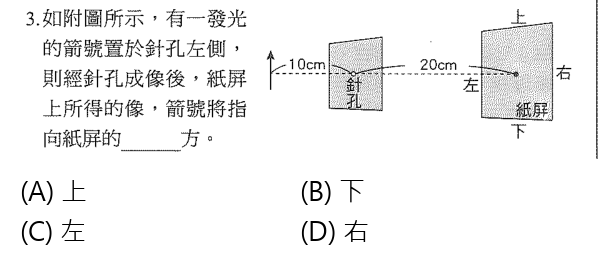 3.如附圖所示，有一發光
的箭號置於針孔左側，
則經針孔成像後，紙屏
上所得的像，箭號將指
向紙屏的______方。
10cm
20cm
針孔
上
左
右
紙屏
下
(A) 上
(B) 下
(C) 左
(D) 右